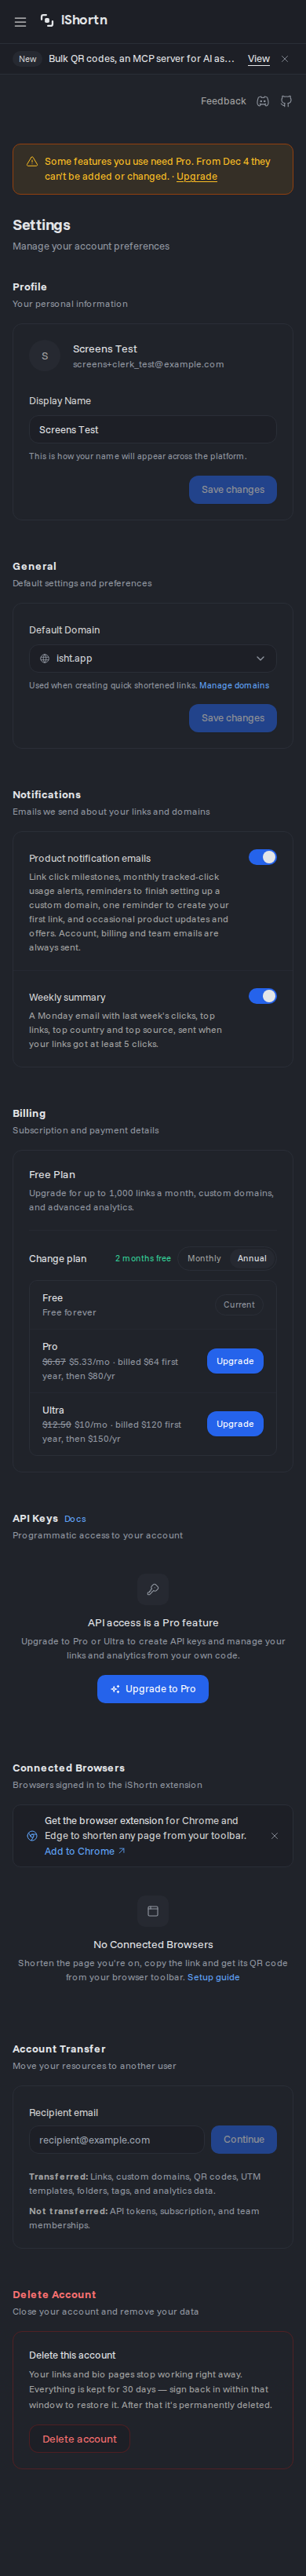 IShortn
New Bulk QR codes, an MCP server for AI as... View
Feedback
Some features you use need Pro. From Dec 4 they
can't be added or changed. · Upgrade
Settings
Manage your account preferences
Profile
Your personal information
S
Screens Test
screens+clerk_test@example.com
Display Name
Screens Test
This is how your name will appear across the platform.
Save changes
General
Default settings and preferences
Default Domain
isht.app
Used when creating quick shortened links. Manage domains
Save changes
Notifications
Emails we send about your links and domains
Product notification emails
Link click milestones, monthly tracked-click
usage alerts, reminders to finish setting up a
custom domain, one reminder to create your
first link, and occasional product updates and
offers. Account, billing and team emails are
always sent.
Weekly summary
A Monday email with last week's clicks, top
links, top country and top source, sent when
your links got at least 5 clicks.
Billing
Subscription and payment details
Free Plan
Upgrade for up to 1,000 links a month, custom domains,
and advanced analytics.
Change plan 2 months free Monthly Annual
Free
Free forever
Current
Pro
$6.67 $5.33/mo · billed $64 first
year, then $80/yr
Upgrade
Ultra
$12.50 $10/mo · billed $120 first
year, then $150/yr
Upgrade
API Keys Docs
Programmatic access to your account
API access is a Pro feature
Upgrade to Pro or Ultra to create API keys and manage your
links and analytics from your own code.
Upgrade to Pro
Connected Browsers
Browsers signed in to the iShortn extension
Get the browser extension for Chrome and
Edge to shorten any page from your toolbar.
Add to Chrome
No Connected Browsers
Shorten the page you're on, copy the link and get its QR code
from your browser toolbar. Setup guide
Account Transfer
Move your resources to another user
Recipient email
recipient@example.com
Continue
Transferred: Links, custom domains, QR codes, UTM
templates, folders, tags, and analytics data.
Not transferred: API tokens, subscription, and team
memberships.
Delete Account
Close your account and remove your data
Delete this account
Your links and bio pages stop working right away.
Everything is kept for 30 days — sign back in within that
window to restore it. After that it's permanently deleted.
Delete account